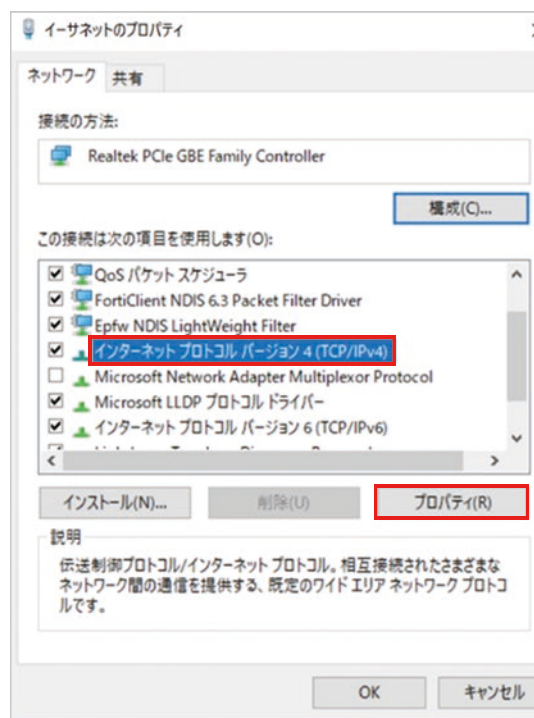 イーサネットのプロパティ
ネットワーク 共有
接続の方法:
Realtek PCIe GBE Family Controller
構成(C)...
この接続は次の項目を使用します(O):
QoS パケット スケジューラ
FortiClient NDIS 6.3 Packet Filter Driver
Epfw NDIS LightWeight Filter
インターネット プロトコル バージョン 4 (TCP/IPv4)
Microsoft Network Adapter Multiplexor Protocol
Microsoft LLDP プロトコル ドライバー
インターネット プロトコル バージョン 6 (TCP/IPv6)
インストール(N)... 削除(U) プロパティ(R)
説明
伝送制御プロトコル/インターネット プロトコル。相互接続されたさまざまな
ネットワーク間の通信を提供する、既定のワイド エリア ネットワーク プロトコ
ルです。
OK キャンセル